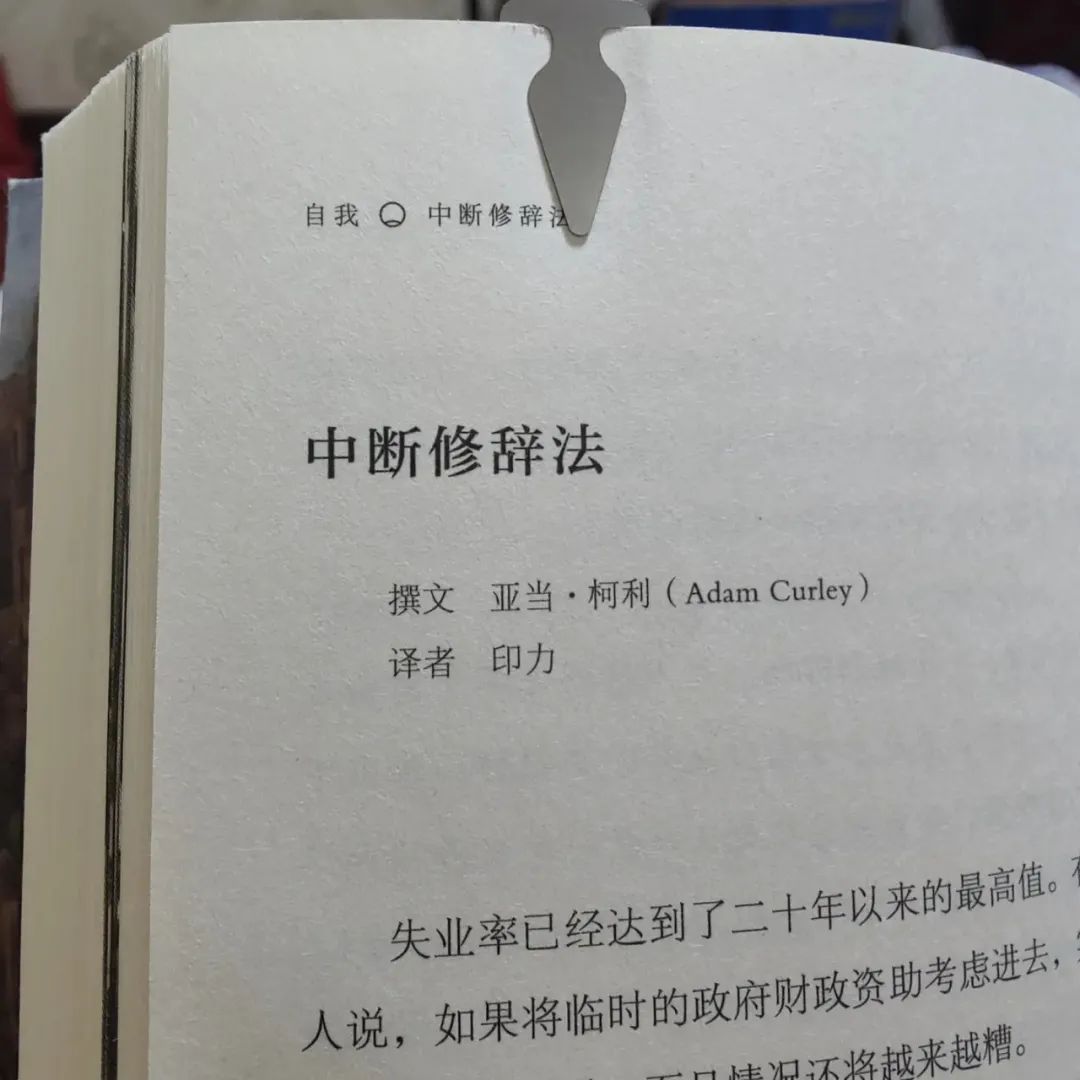 自我 中断修辞法
中断修辞法
撰文 亚当·柯利（Adam Curley）
译者 印力
失业率已经达到了二十年以来的最高值。
人说，如果将临时的政府财政资助考虑进去，
而且情况还将越来越糟。